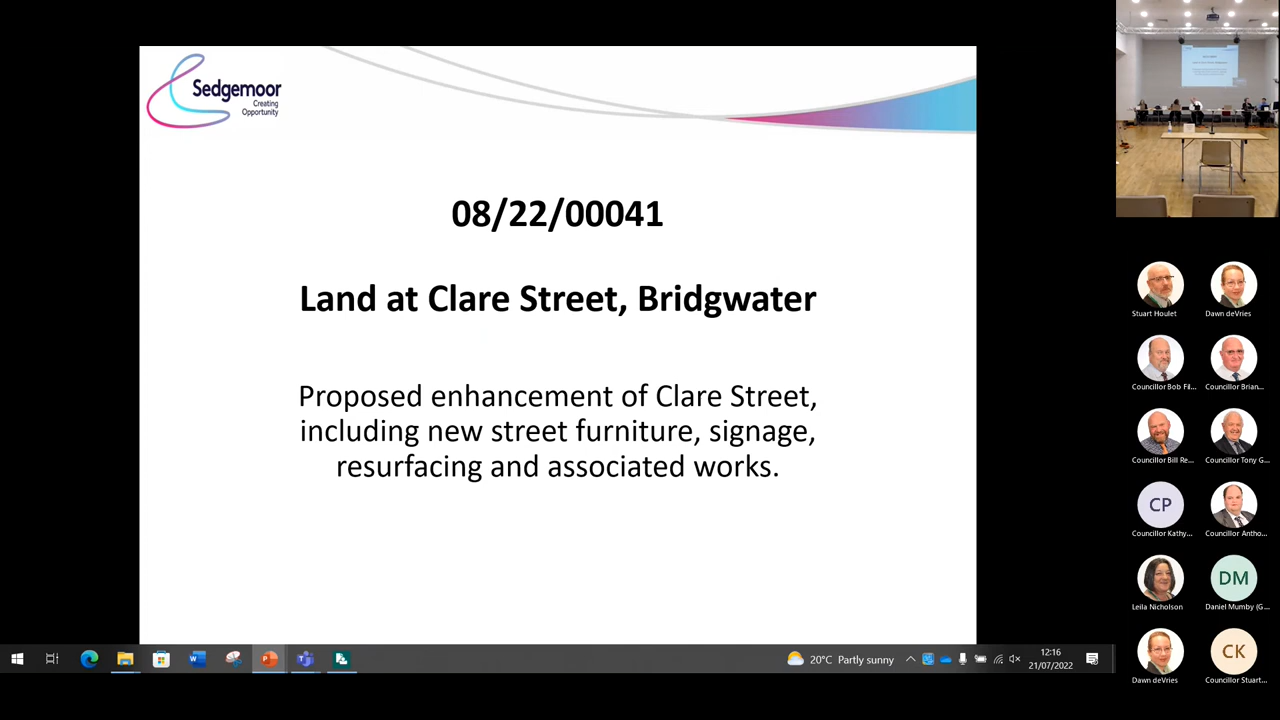 Sedgemoor
Creating
Opportunity
08/22/00041
Land at Clare Street, Bridgwater
Proposed enhancement of Clare Street,
including new street furniture, signage,
resurfacing and associated works.
Stuart Houlet
Dawn deVries
Councillor Bob Fil...
Councillor Brian...
Councillor Bill Re...
Councillor Tony G...
CP
Councillor Kathy...
Councillor Antho...
Leila Nicholson
DM
Daniel Mumby (G...
Dawn deVries
CK
Councillor Stuart...
20°C Partly sunny
12:16
21/07/2022